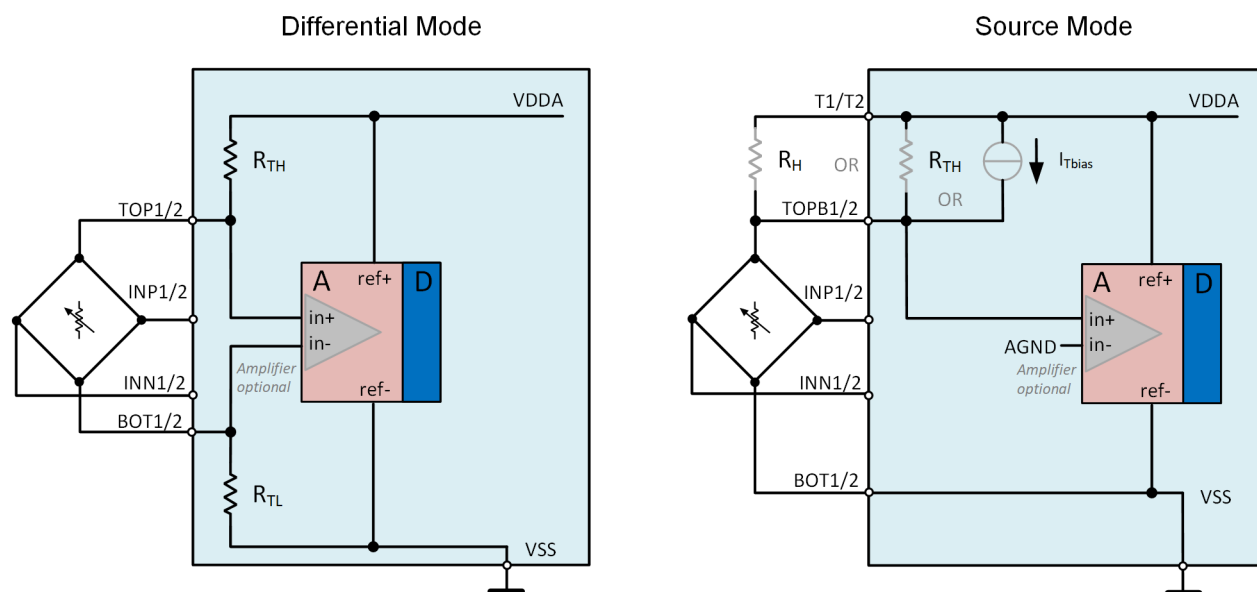 Differential Mode
VDDA
R_TH
TOP1/2
INP1/2
A
D
ref+
in+
in-
Amplifier
optional
ref-
INN1/2
BOT1/2
R_TL
VSS
Source Mode
T1/T2
VDDA
R_H
OR
R_TH
OR
I_Tbias
TOPB1/2
INP1/2
A
D
ref+
in+
AGND
in-
Amplifier
optional
ref-
INN1/2
BOT1/2
VSS